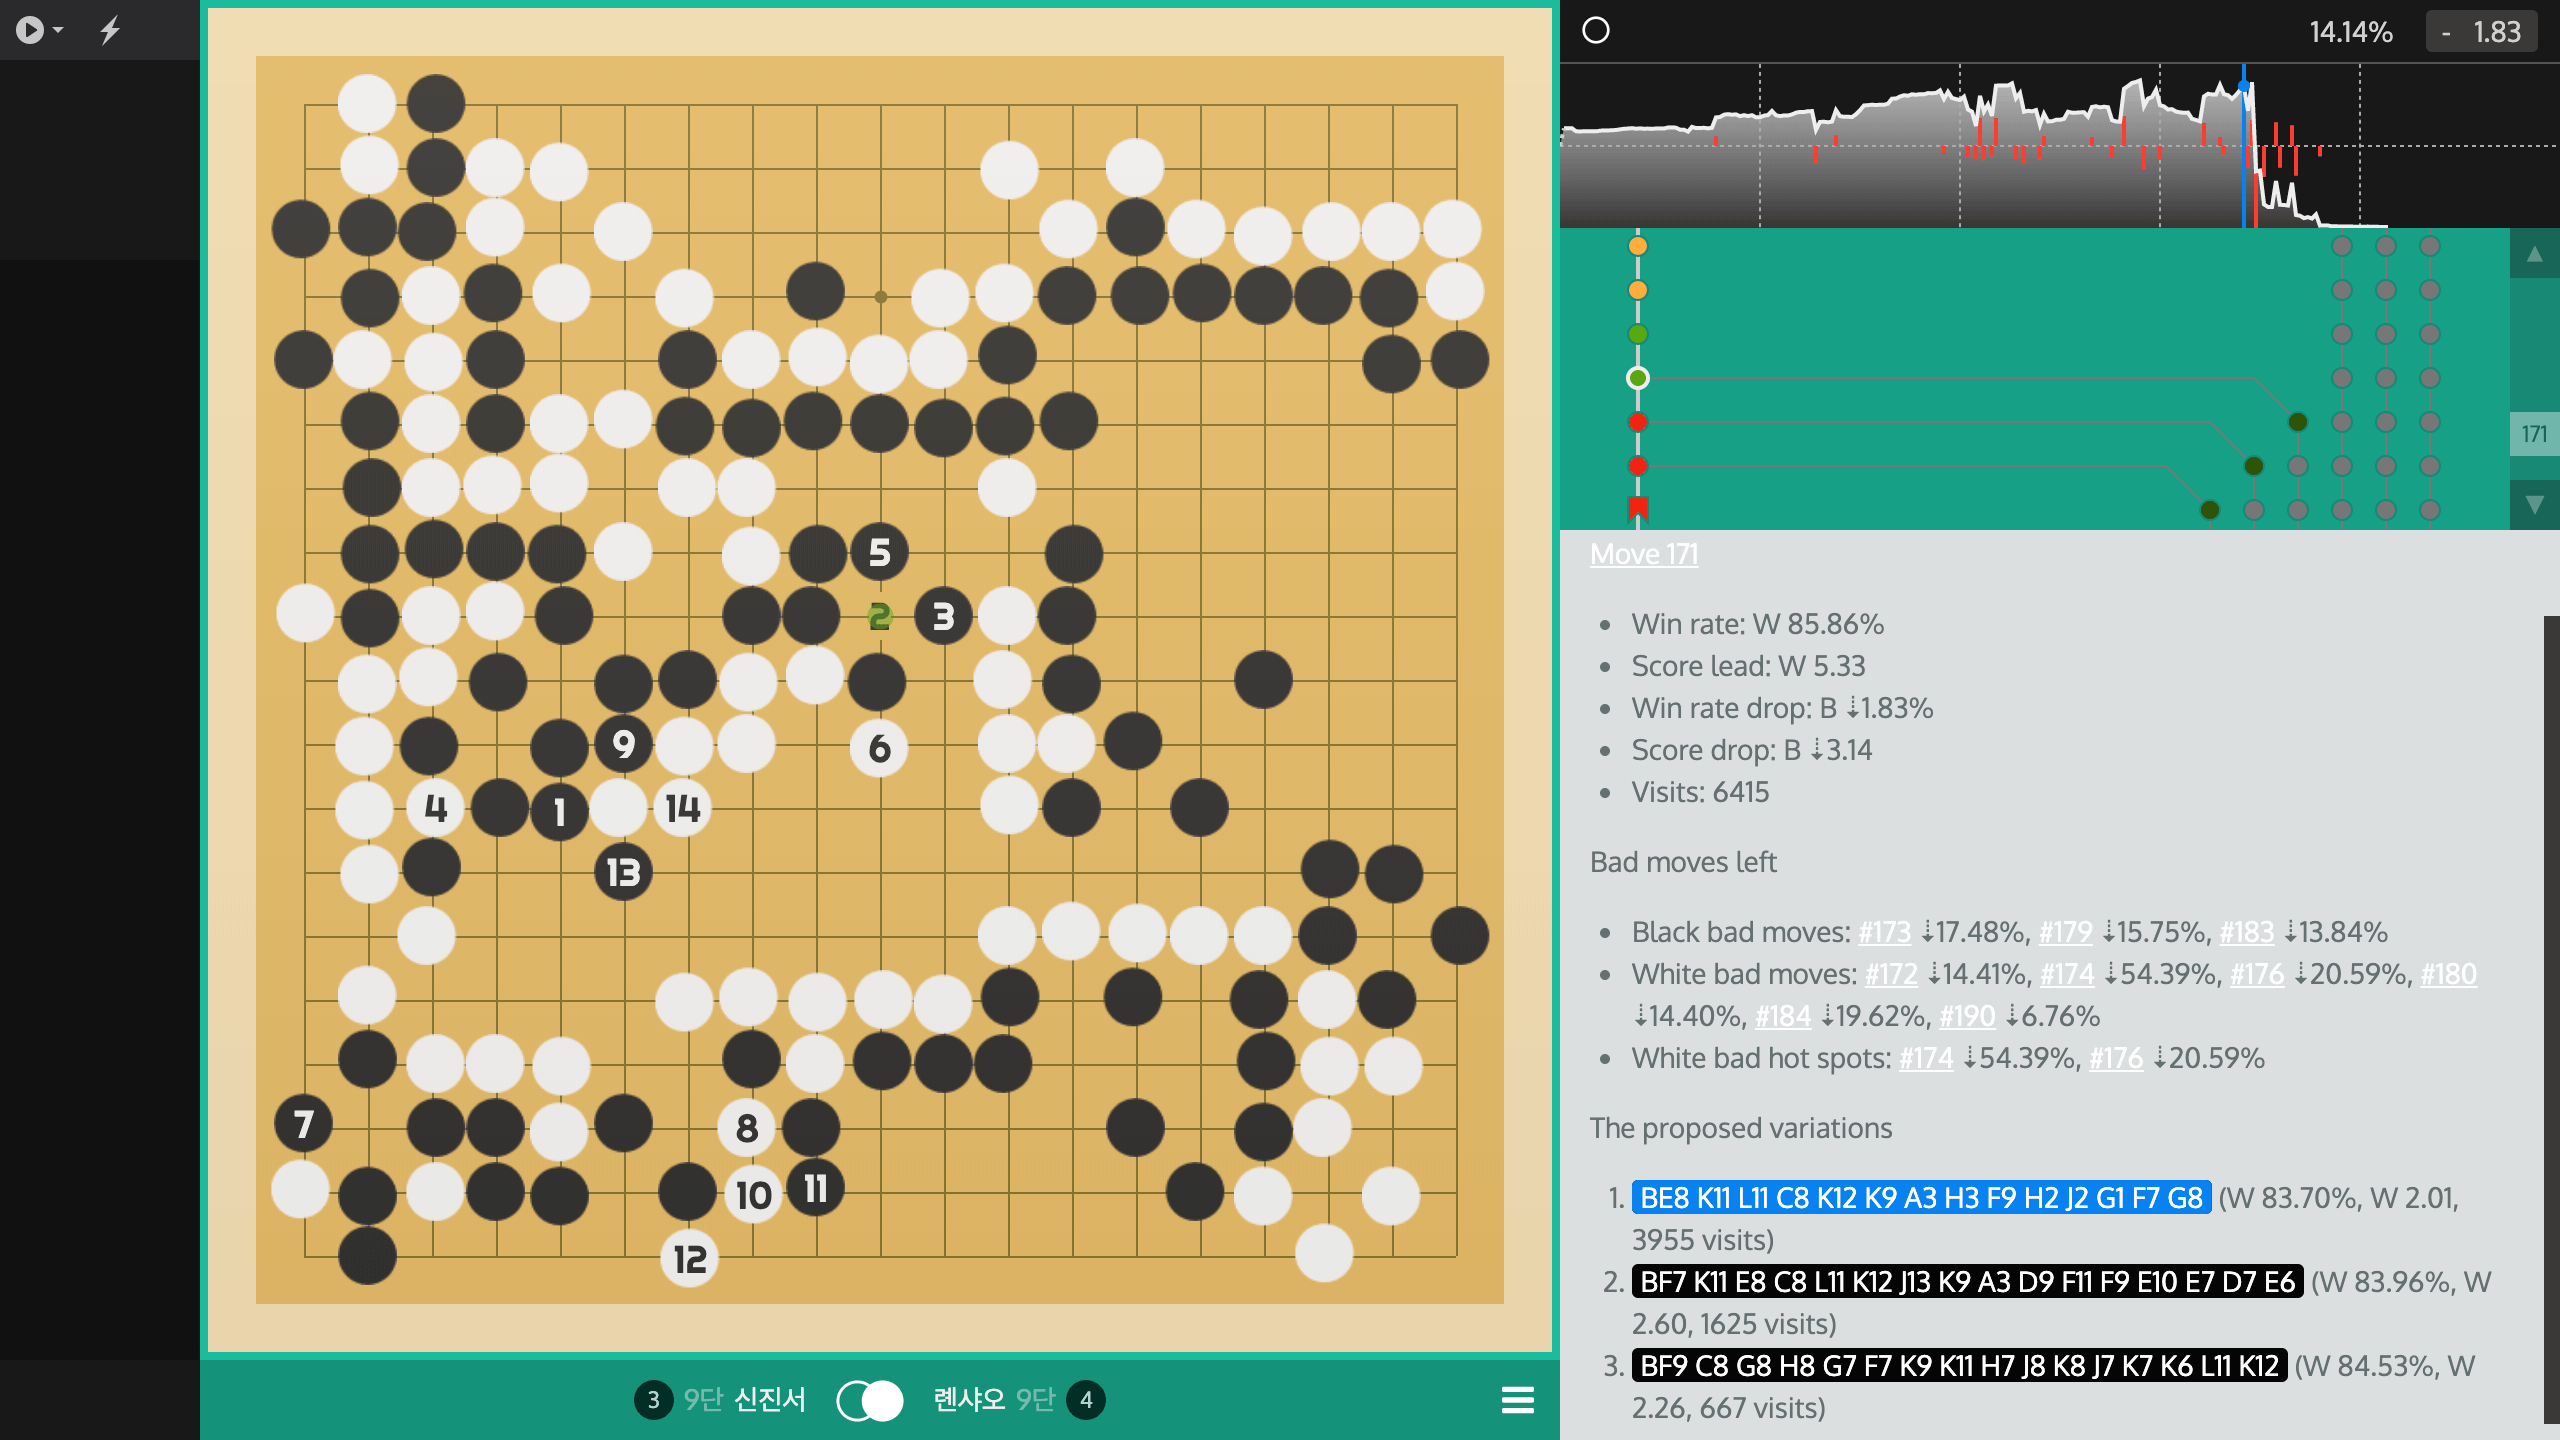 14.14%
- 1.83
5
2
3
9
6
4
1
14
13
7
8
10
11
12
3 9단 신진서
롄샤오 9단 4
171
Move 171
Win rate: W 85.86%
Score lead: W 5.33
Win rate drop: B ⇣1.83%
Score drop: B ⇣3.14
Visits: 6415
Bad moves left
Black bad moves: #173 ⇣17.48%, #179 ⇣15.75%, #183 ⇣13.84%
White bad moves: #172 ⇣14.41%, #174 ⇣54.39%, #176 ⇣20.59%, #180
⇣14.40%, #184 ⇣19.62%, #190 ⇣6.76%
White bad hot spots: #174 ⇣54.39%, #176 ⇣20.59%
The proposed variations
1. BE8 K11 L11 C8 K12 K9 A3 H3 F9 H2 J2 G1 F7 G8 (W 83.70%, W 2.01,
3955 visits)
2. BF7 K11 E8 C8 L11 K12 J13 K9 A3 D9 F11 F9 E10 E7 D7 E6 (W 83.96%, W
2.60, 1625 visits)
3. BF9 C8 G8 H8 G7 F7 K9 K11 H7 J8 K8 J7 K7 K6 L11 K12 (W 84.53%, W
2.26, 667 visits)